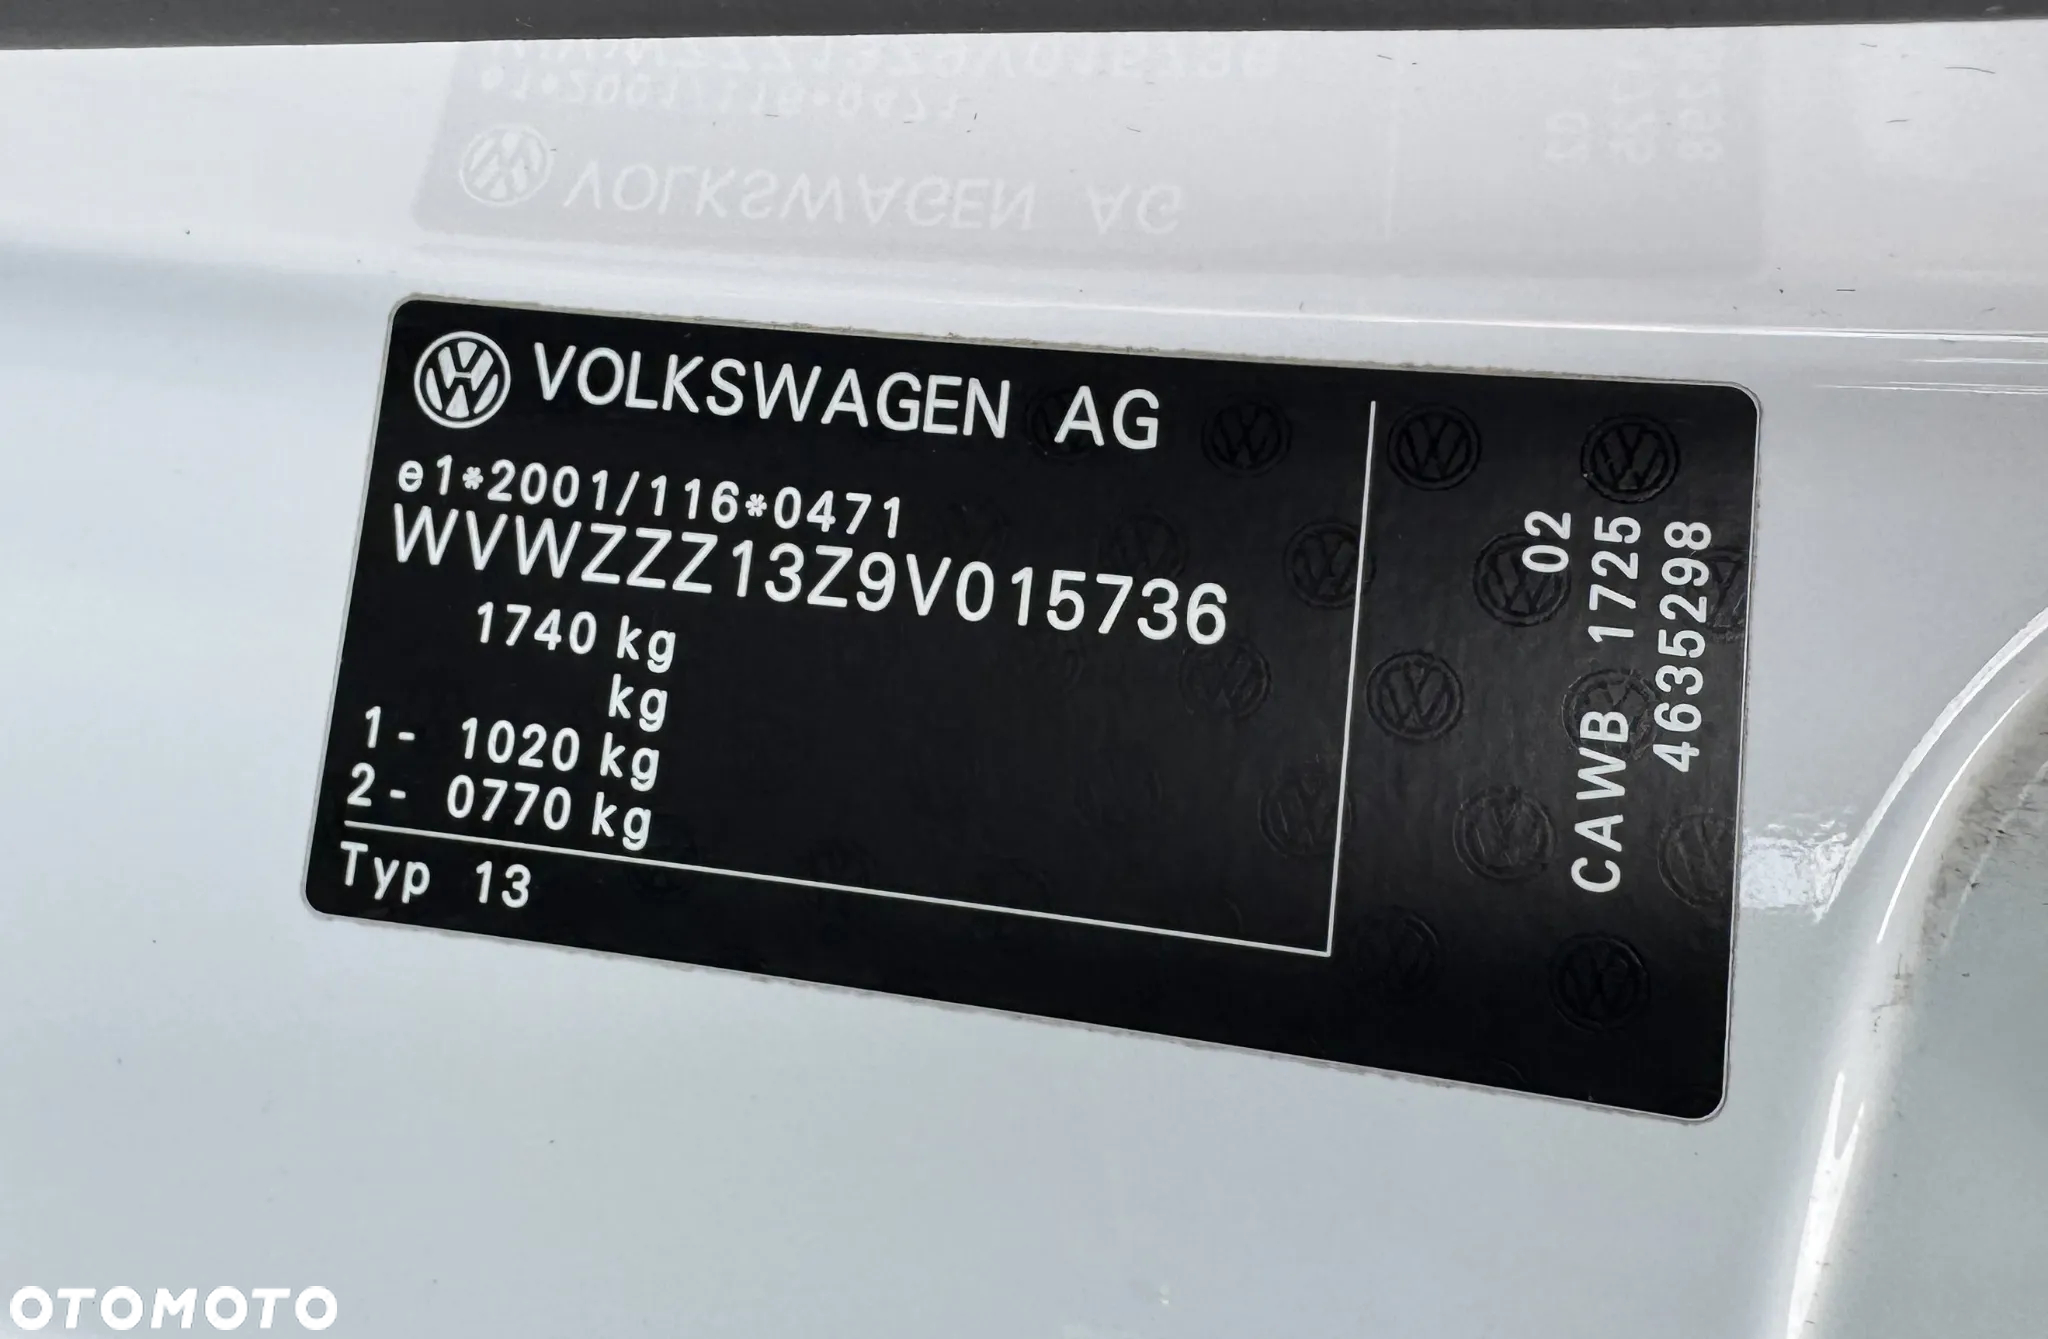 VOLKSWAGEN AG
e1*2001/116*0471
WVWZZZ13Z9V015736
1740 kg
kg
1- 1020 kg
2- 0770 kg
Typ 13
02
CAWB 1725
4635298
OTOMOTO